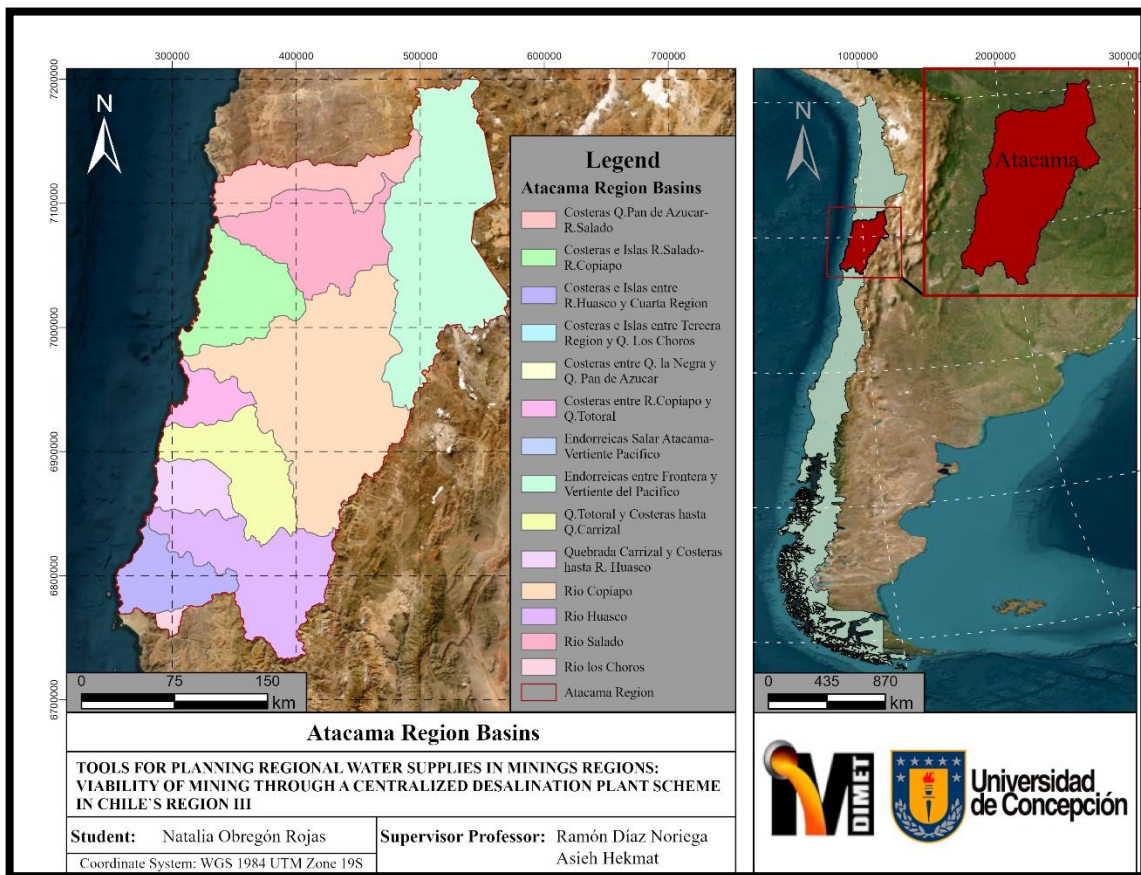 300000 400000 500000 600000 700000
7200000
7100000
7000000
6900000
6800000
6700000
N
Legend
Atacama Region Basins
Costeras Q.Pan de Azucar-
R.Salado
Costeras e Islas R.Salado-
R.Copiapo
Costeras e Islas entre
R.Huasco y Cuarta Region
Costeras e Islas entre Tercera
Region y Q. Los Choros
Costeras entre Q. la Negra y
Q. Pan de Azucar
Costeras entre R.Copiapo y
Q.Totoral
Endorreicas Salar Atacama-
Vertiente Pacifico
Endorreicas entre Frontera y
Vertiente del Pacifico
Q.Totoral y Costeras hasta
Q.Carrizal
Quebrada Carrizal y Costeras
hasta R. Huasco
Rio Copiapo
Rio Huasco
Rio Salado
Rio los Choros
Atacama Region
0 75 150
km
1000000 2000000 3000000
N
Atacama
0 435 870
km
Atacama Region Basins
TOOLS FOR PLANNING REGIONAL WATER SUPPLIES IN MININGS REGIONS:
VIABILITY OF MINING THROUGH A CENTRALIZED DESALINATION PLANT SCHEME
IN CHILE`S REGION III
Student: Natalia Obregón Rojas
Coordinate System: WGS 1984 UTM Zone 19S
Supervisor Professor: Ramón Díaz Noriega
Asieh Hekmat
M
DIMET
Universidad
de Concepción